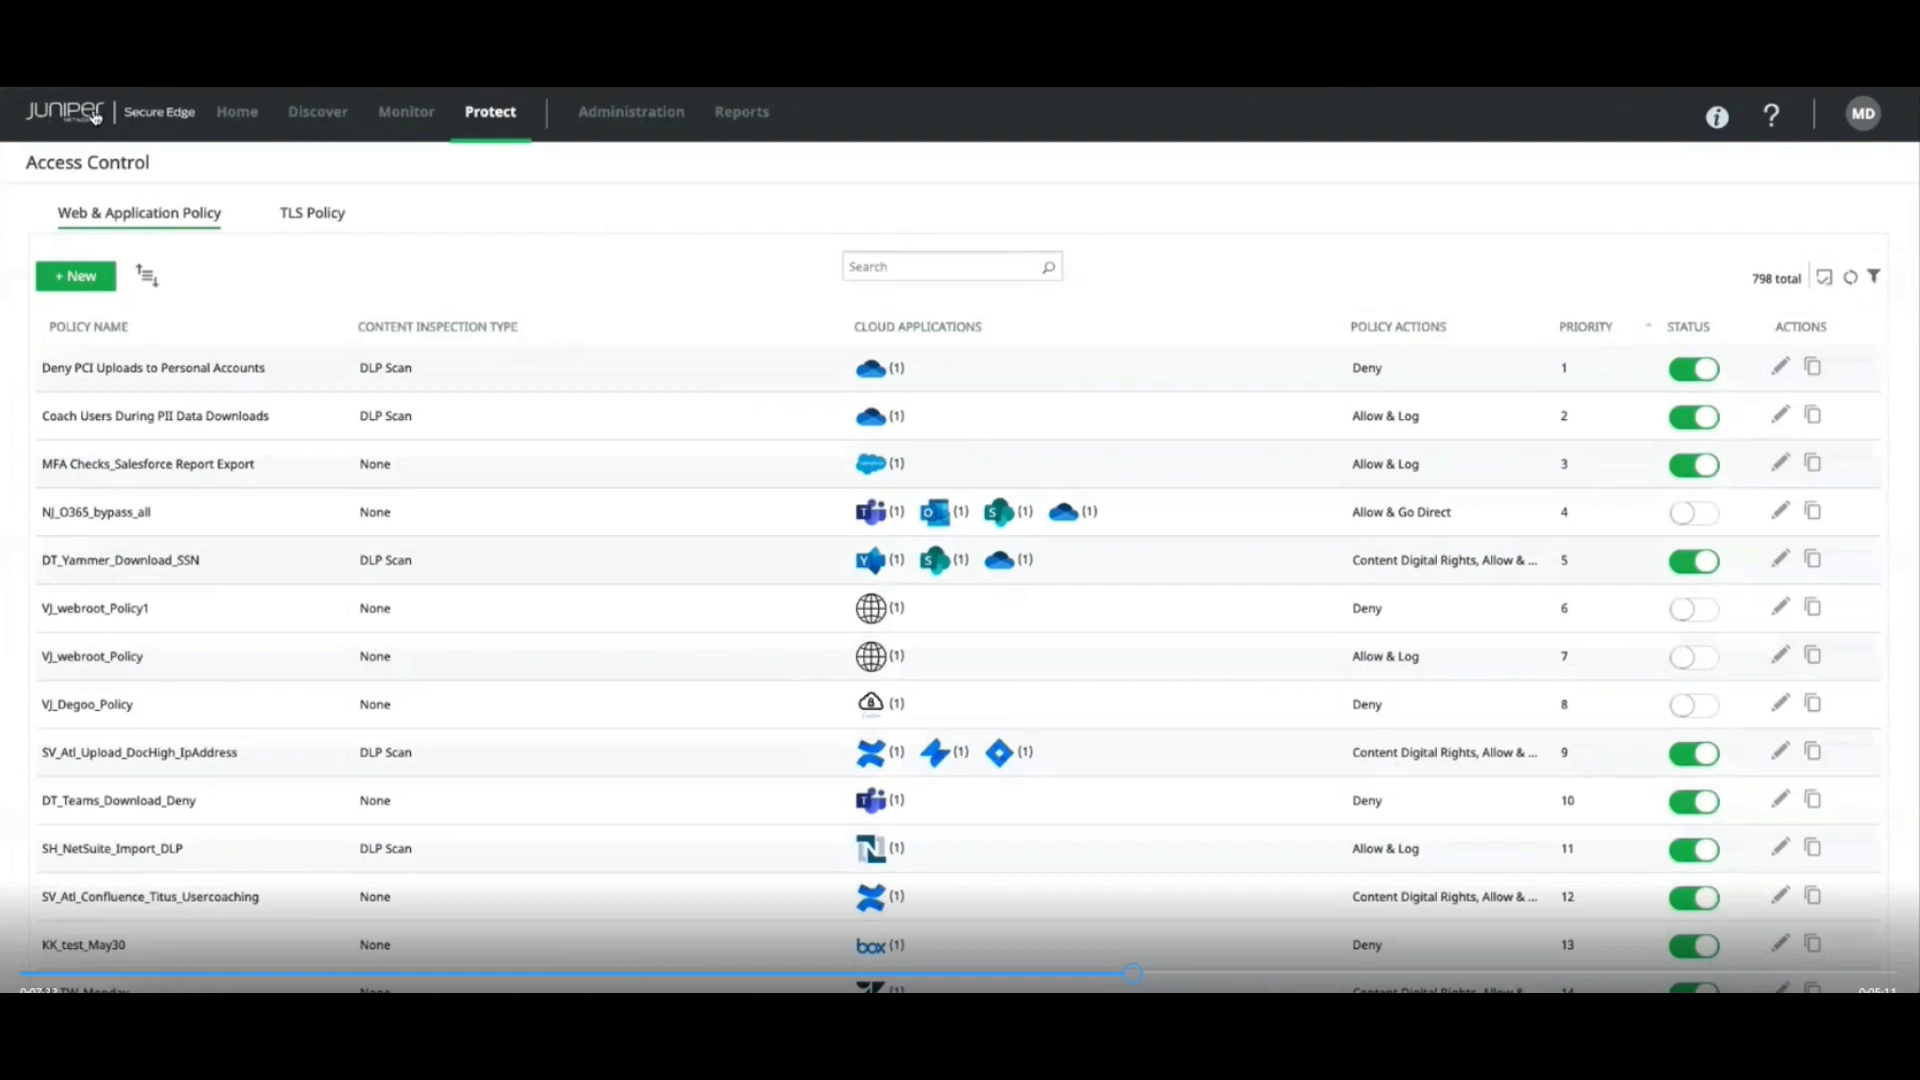 JUNIPER NETWORKS | Secure Edge Home Discover Monitor Protect Administration Reports MD
Access Control
Web & Application Policy TLS Policy
+ New Search 798 total
POLICY NAME CONTENT INSPECTION TYPE CLOUD APPLICATIONS POLICY ACTIONS PRIORITY STATUS ACTIONS
Deny PCI Uploads to Personal Accounts DLP Scan (1) Deny 1
Coach Users During PII Data Downloads DLP Scan (1) Allow & Log 2
MFA Checks_Salesforce Report Export None (1) Allow & Log 3
NJ_O365_bypass_all None (1) (1) (1) (1) Allow & Go Direct 4
DT_Yammer_Download_SSN DLP Scan (1) (1) (1) Content Digital Rights, Allow & ... 5
VJ_webroot_Policy1 None (1) Deny 6
VJ_webroot_Policy None (1) Allow & Log 7
VJ_Degoo_Policy None (1) Deny 8
SV_Atl_Upload_DocHigh_IpAddress DLP Scan (1) (1) (1) Content Digital Rights, Allow & ... 9
DT_Teams_Download_Deny None (1) Deny 10
SH_NetSuite_Import_DLP DLP Scan (1) Allow & Log 11
SV_Atl_Confluence_Titus_Usercoaching None (1) Content Digital Rights, Allow & ... 12
KK_test_May30 None box (1) Deny 13